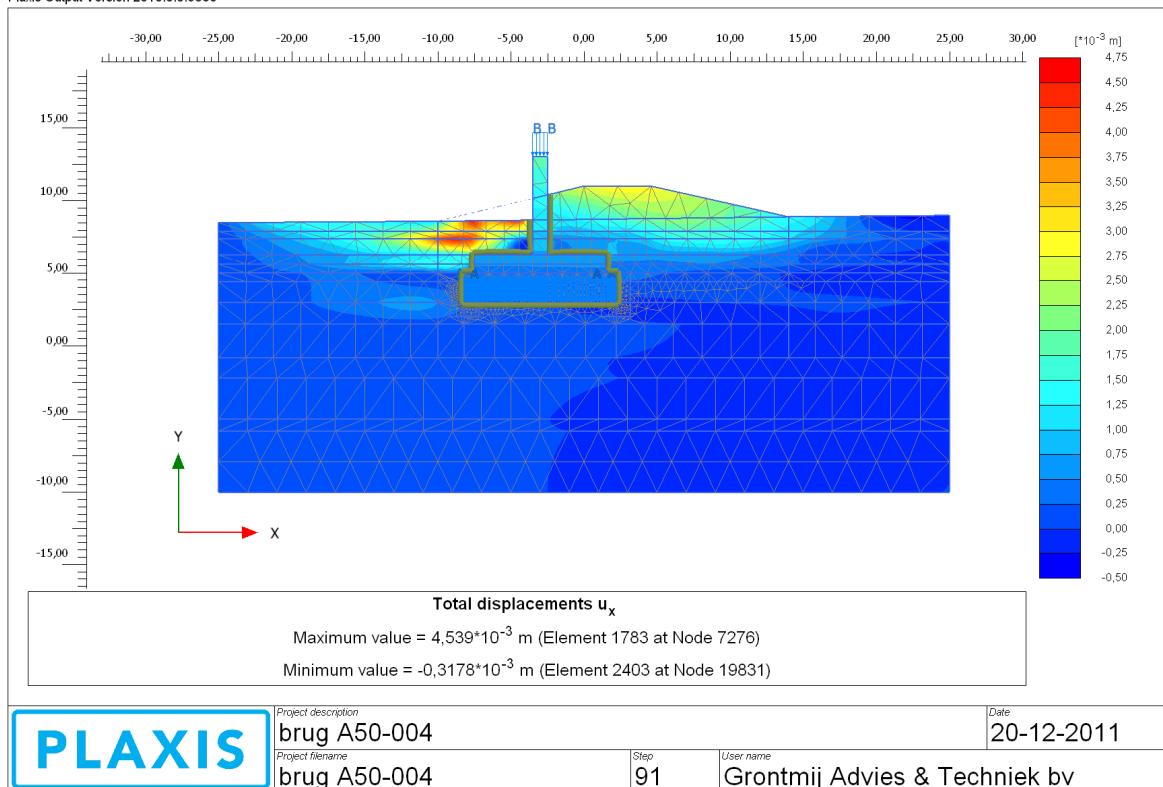 -30,00 -25,00 -20,00 -15,00 -10,00 -5,00 0,00 5,00 10,00 15,00 20,00 25,00 30,00
[*10-3 m]
4,75
4,50
4,25
4,00
3,75
3,50
3,25
3,00
2,75
2,50
2,25
2,00
1,75
1,50
1,25
1,00
0,75
0,50
0,25
0,00
-0,25
-0,50
15,00
10,00
5,00
0,00
-5,00
-10,00
-15,00
B B
A A
Y
X
Total displacements ux
Maximum value = 4,539*10-3 m (Element 1783 at Node 7276)
Minimum value = -0,3178*10-3 m (Element 2403 at Node 19831)
PLAXIS
Project description
brug A50-004
Date
20-12-2011
Project filename
brug A50-004
Step
91
User name
Grontmij Advies & Techniek bv